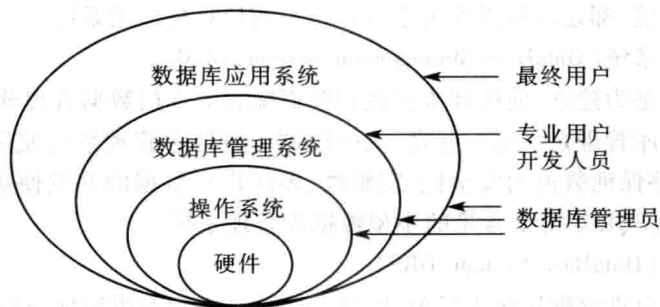 数据库应用系统
最终用户
数据库管理系统
专业用户
开发人员
操作系统
数据库管理员
硬件